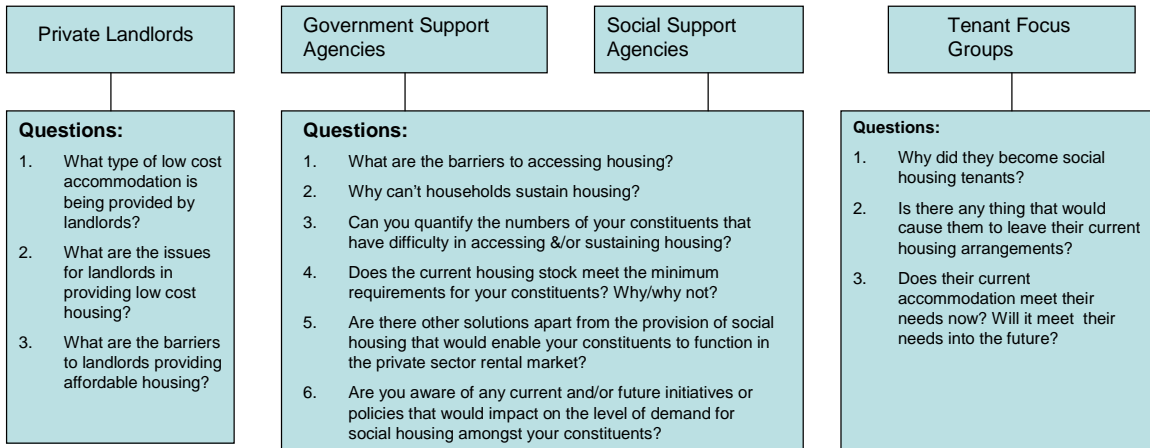 Private Landlords
Government Support
Agencies
Social Support
Agencies
Tenant Focus
Groups
Questions:
1. What type of low cost
accommodation is
being provided by
landlords?
2. What are the issues
for landlords in
providing low cost
housing?
3. What are the barriers
to landlords providing
affordable housing?
Questions:
1. What are the barriers to accessing housing?
2. Why can't households sustain housing?
3. Can you quantify the numbers of your constituents that
have difficulty in accessing &/or sustaining housing?
4. Does the current housing stock meet the minimum
requirements for your constituents? Why/why not?
5. Are there other solutions apart from the provision of social
housing that would enable your constituents to function in
the private sector rental market?
6. Are you aware of any current and/or future initiatives or
policies that would impact on the level of demand for
social housing amongst your constituents?
Questions:
1. Why did they become social
housing tenants?
2. Is there any thing that would
cause them to leave their current
housing arrangements?
3. Does their current
accommodation meet their
needs now? Will it meet their
needs into the future?